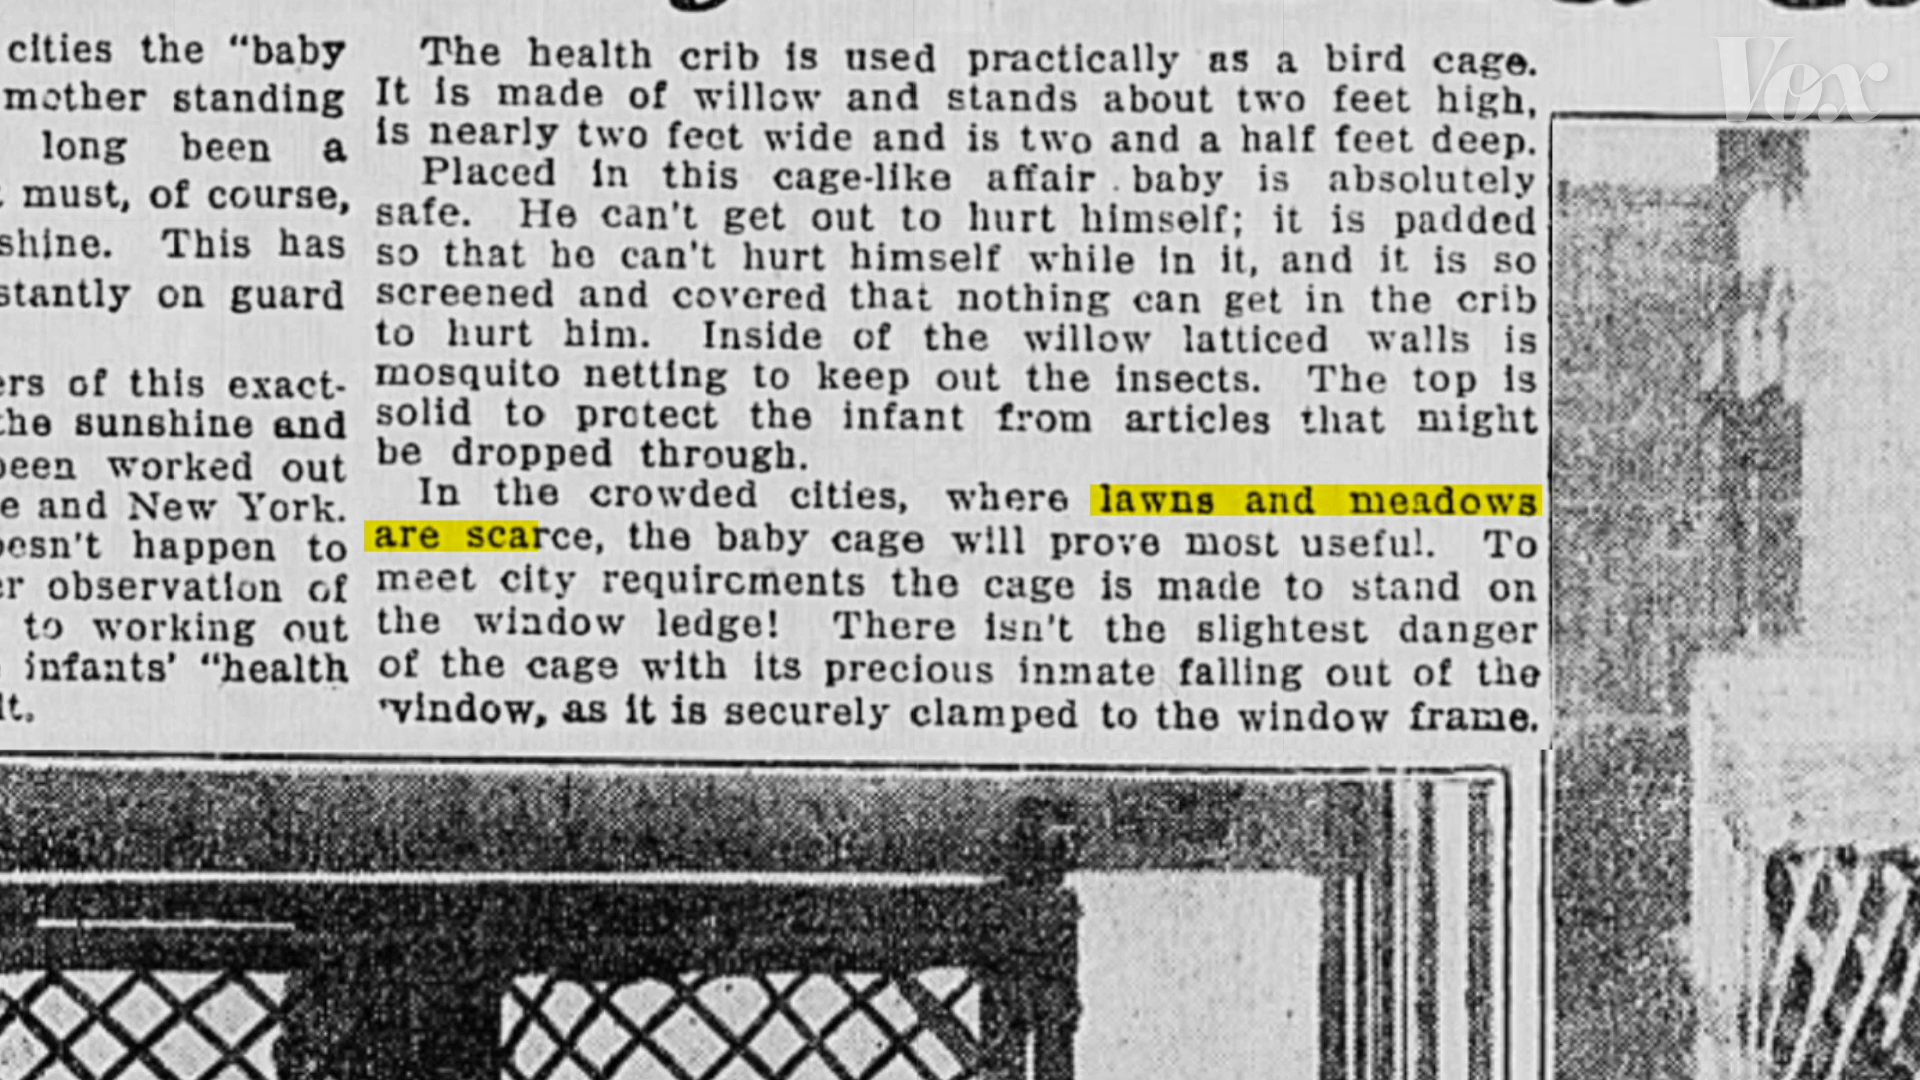 cities the "baby
mother standing
long been a
must, of course,
shine. This has
stantly on guard
ers of this exact-
the sunshine and
been worked out
e and New York.
oesn't happen to
er observation of
to working out
infants' "health
lt.
The health crib is used practically as a bird cage.
It is made of willow and stands about two feet high,
is nearly two feet wide and is two and a half feet deep.
Placed in this cage-like affair baby is absolutely
safe. He can't get out to hurt himself; it is padded
so that he can't hurt himself while in it, and it is so
screened and covered that nothing can get in the crib
to hurt him. Inside of the willow latticed walls is
mosquito netting to keep out the insects. The top is
solid to protect the infant from articles that might
be dropped through.
In the crowded cities, where lawns and meadows
are scarce, the baby cage will prove most useful. To
meet city requirements the cage is made to stand on
the window ledge! There isn't the slightest danger
of the cage with its precious inmate falling out of the
window, as it is securely clamped to the window frame.
Vox